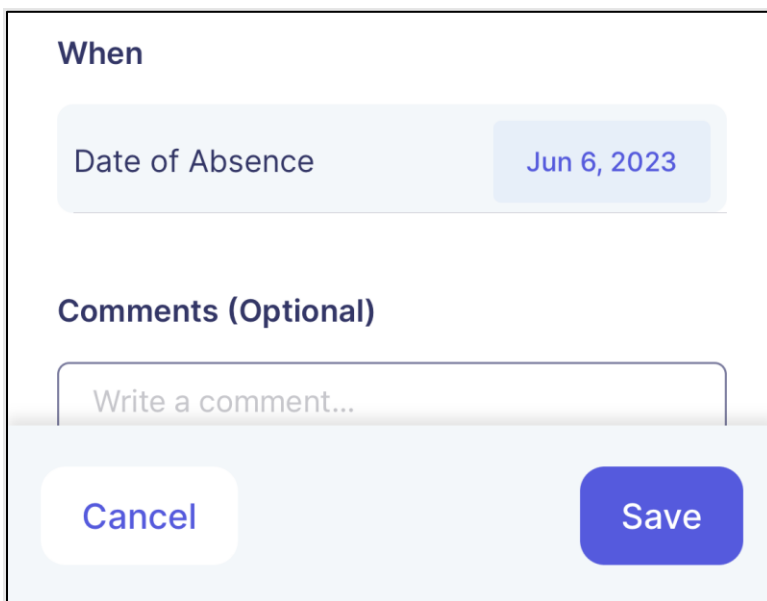 When
Date of Absence Jun 6, 2023
Comments (Optional)
Write a comment...
Cancel Save